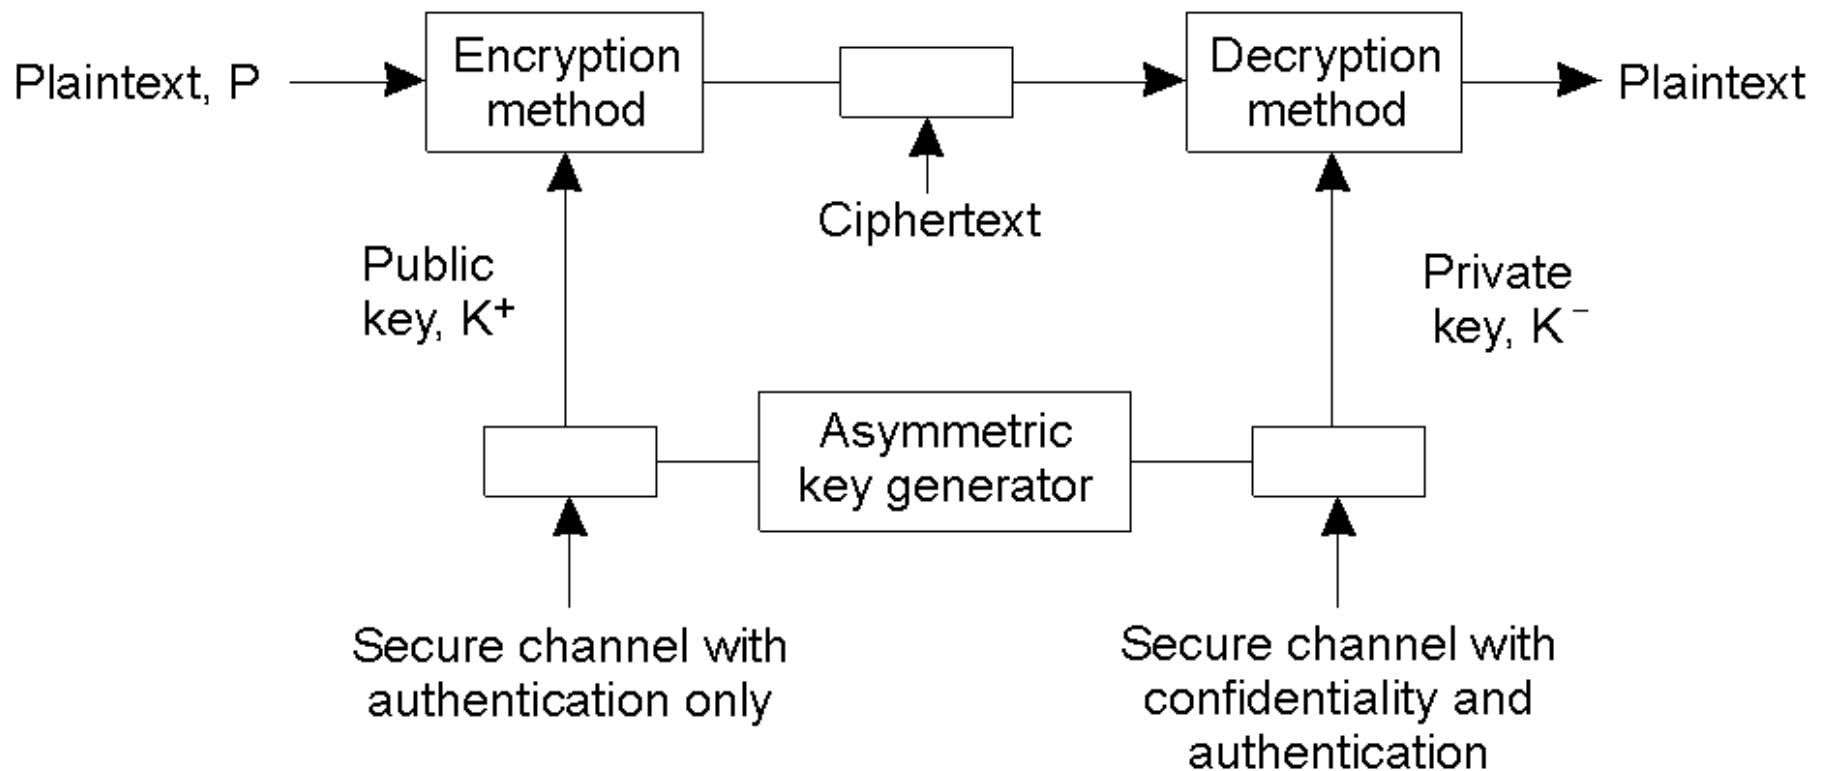 Plaintext, P
Encryption
method
Decryption
method
Plaintext
Ciphertext
Public
key, K⁺
Private
key, K⁻
Asymmetric
key generator
Secure channel with
authentication only
Secure channel with
confidentiality and
authentication